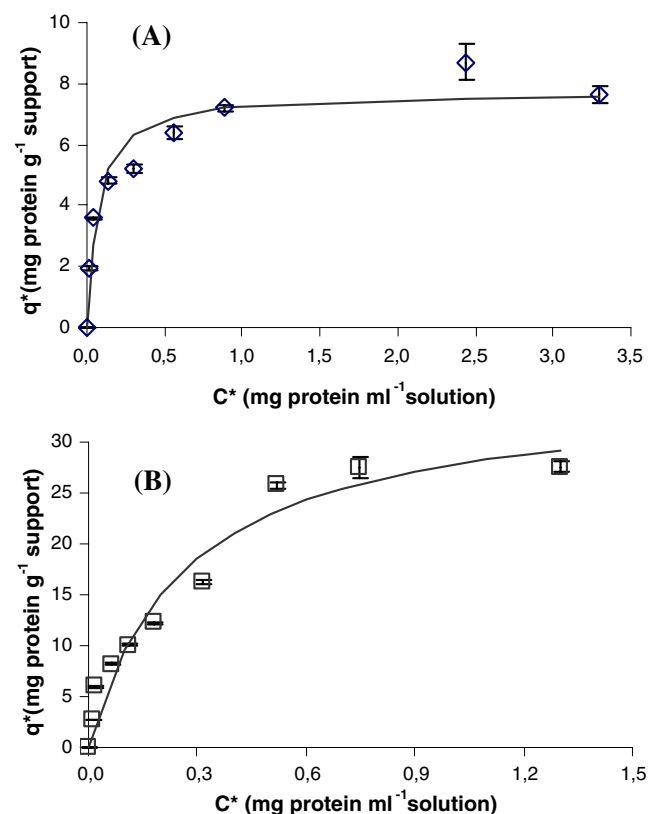 (A)
10
8
6
4
2
0
q*(mg protein g⁻¹ support)
0,0 0,5 1,0 1,5 2,0 2,5 3,0 3,5
C* (mg protein ml⁻¹solution)
(B)
30
25
20
15
10
5
0
q*(mg protein g⁻¹ support)
0,0 0,3 0,6 0,9 1,2 1,5
C* (mg protein ml⁻¹solution)